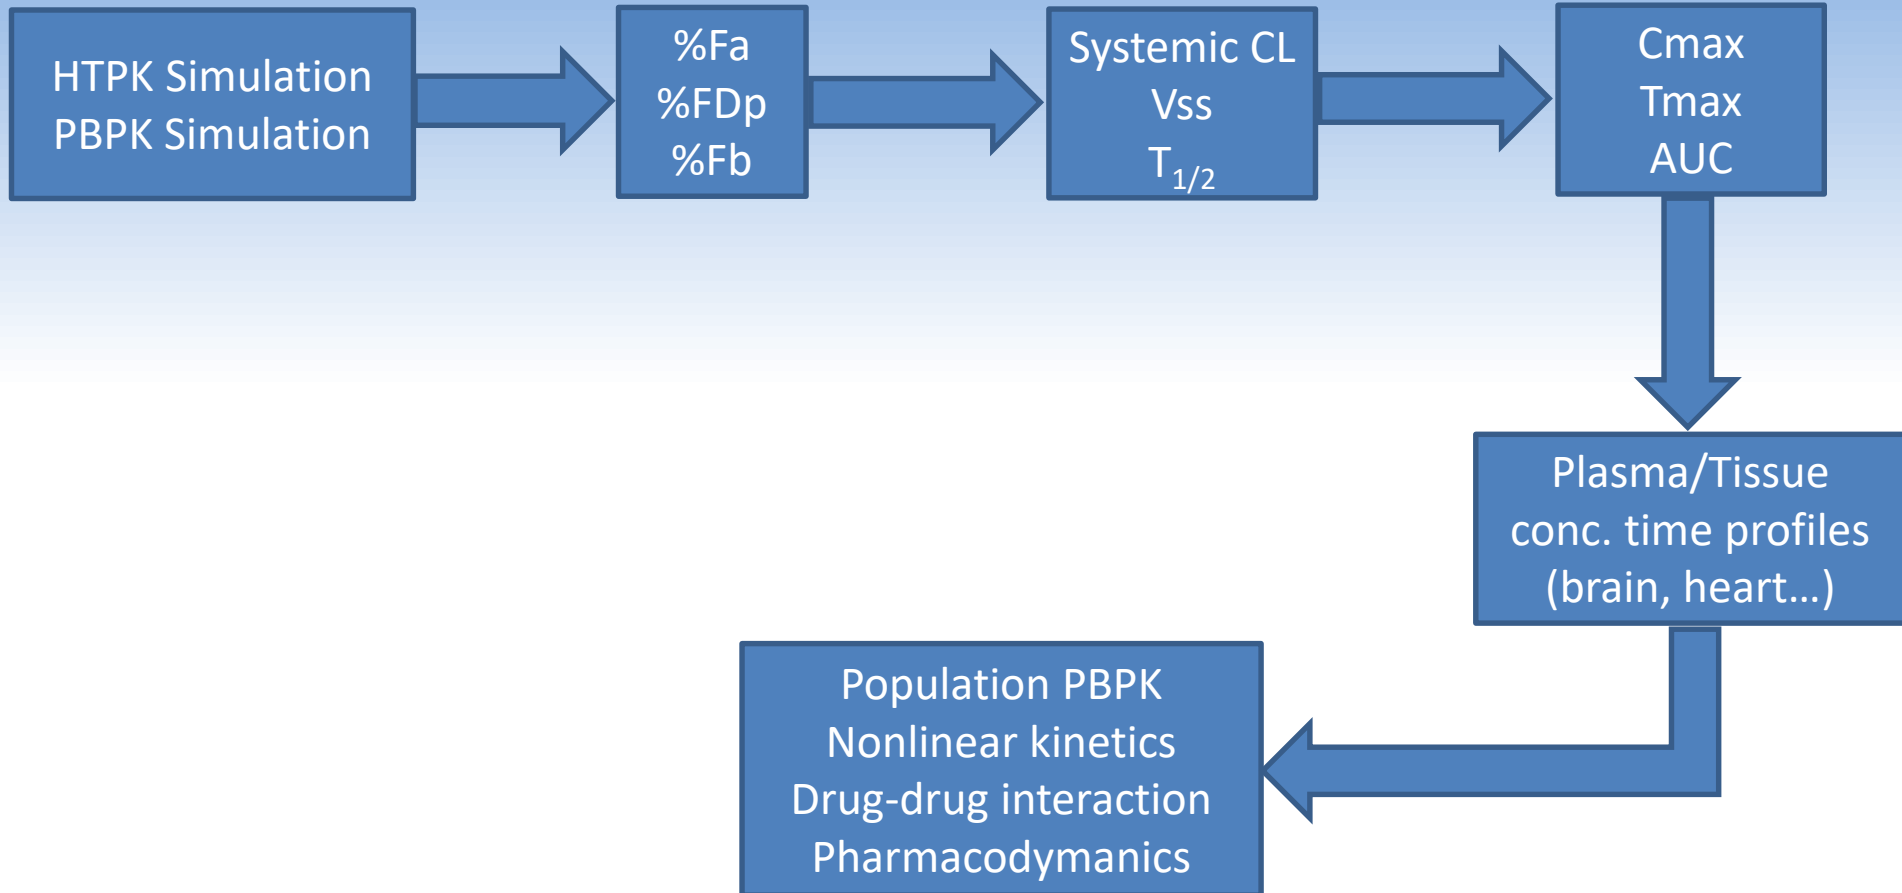 HTPK Simulation
PBPK Simulation
%Fa
%FDp
%Fb
Systemic CL
Vss
T1/2
Cmax
Tmax
AUC
Plasma/Tissue
conc. time profiles
(brain, heart…)
Population PBPK
Nonlinear kinetics
Drug-drug interaction
Pharmacodymanics